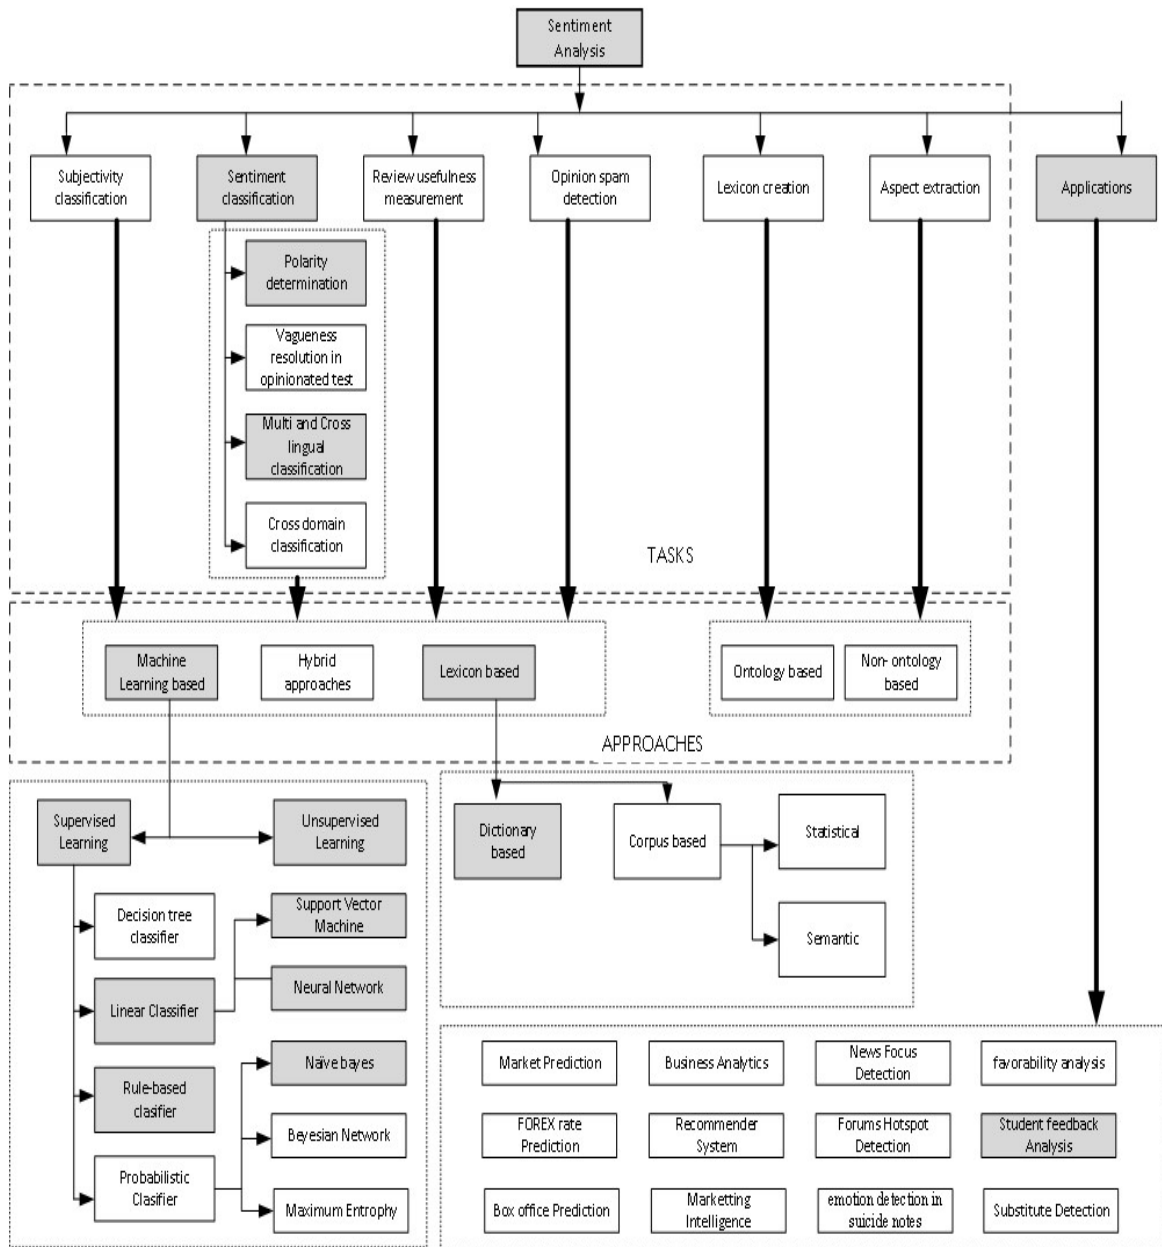 Sentiment
Analysis
Subjectivity
classification
Sentiment
classification
Review usefulness
measurement
Opinion spam
detection
Lexicon creation
Aspect extraction
Applications
Polarity
determination
Vagueness
resolution in
opinionated test
Multi and Cross
lingual
classification
Cross domain
classification
TASKS
Machine
Learning based
Hybrid
approaches
Lexicon based
Ontology based
Non- ontology
based
APPROACHES
Supervised
Learning
Unsupervised
Learning
Decision tree
classifier
Support Vector
Machine
Linear Classifier
Neural Network
Rule-based
clasifier
Naïve bayes
Beyesian Network
Probabilistic
Clasifier
Maximum Entrophy
Dictionary
based
Corpus based
Statistical
Semantic
Market Prediction
Business Analytics
News Focus
Detection
favorability analysis
FOREX rate
Prediction
Recommender
System
Forums Hotspot
Detection
Student feedback
Analysis
Box office Prediction
Marketting
Intelligence
emotion detection in
suicide notes
Substitute Detection